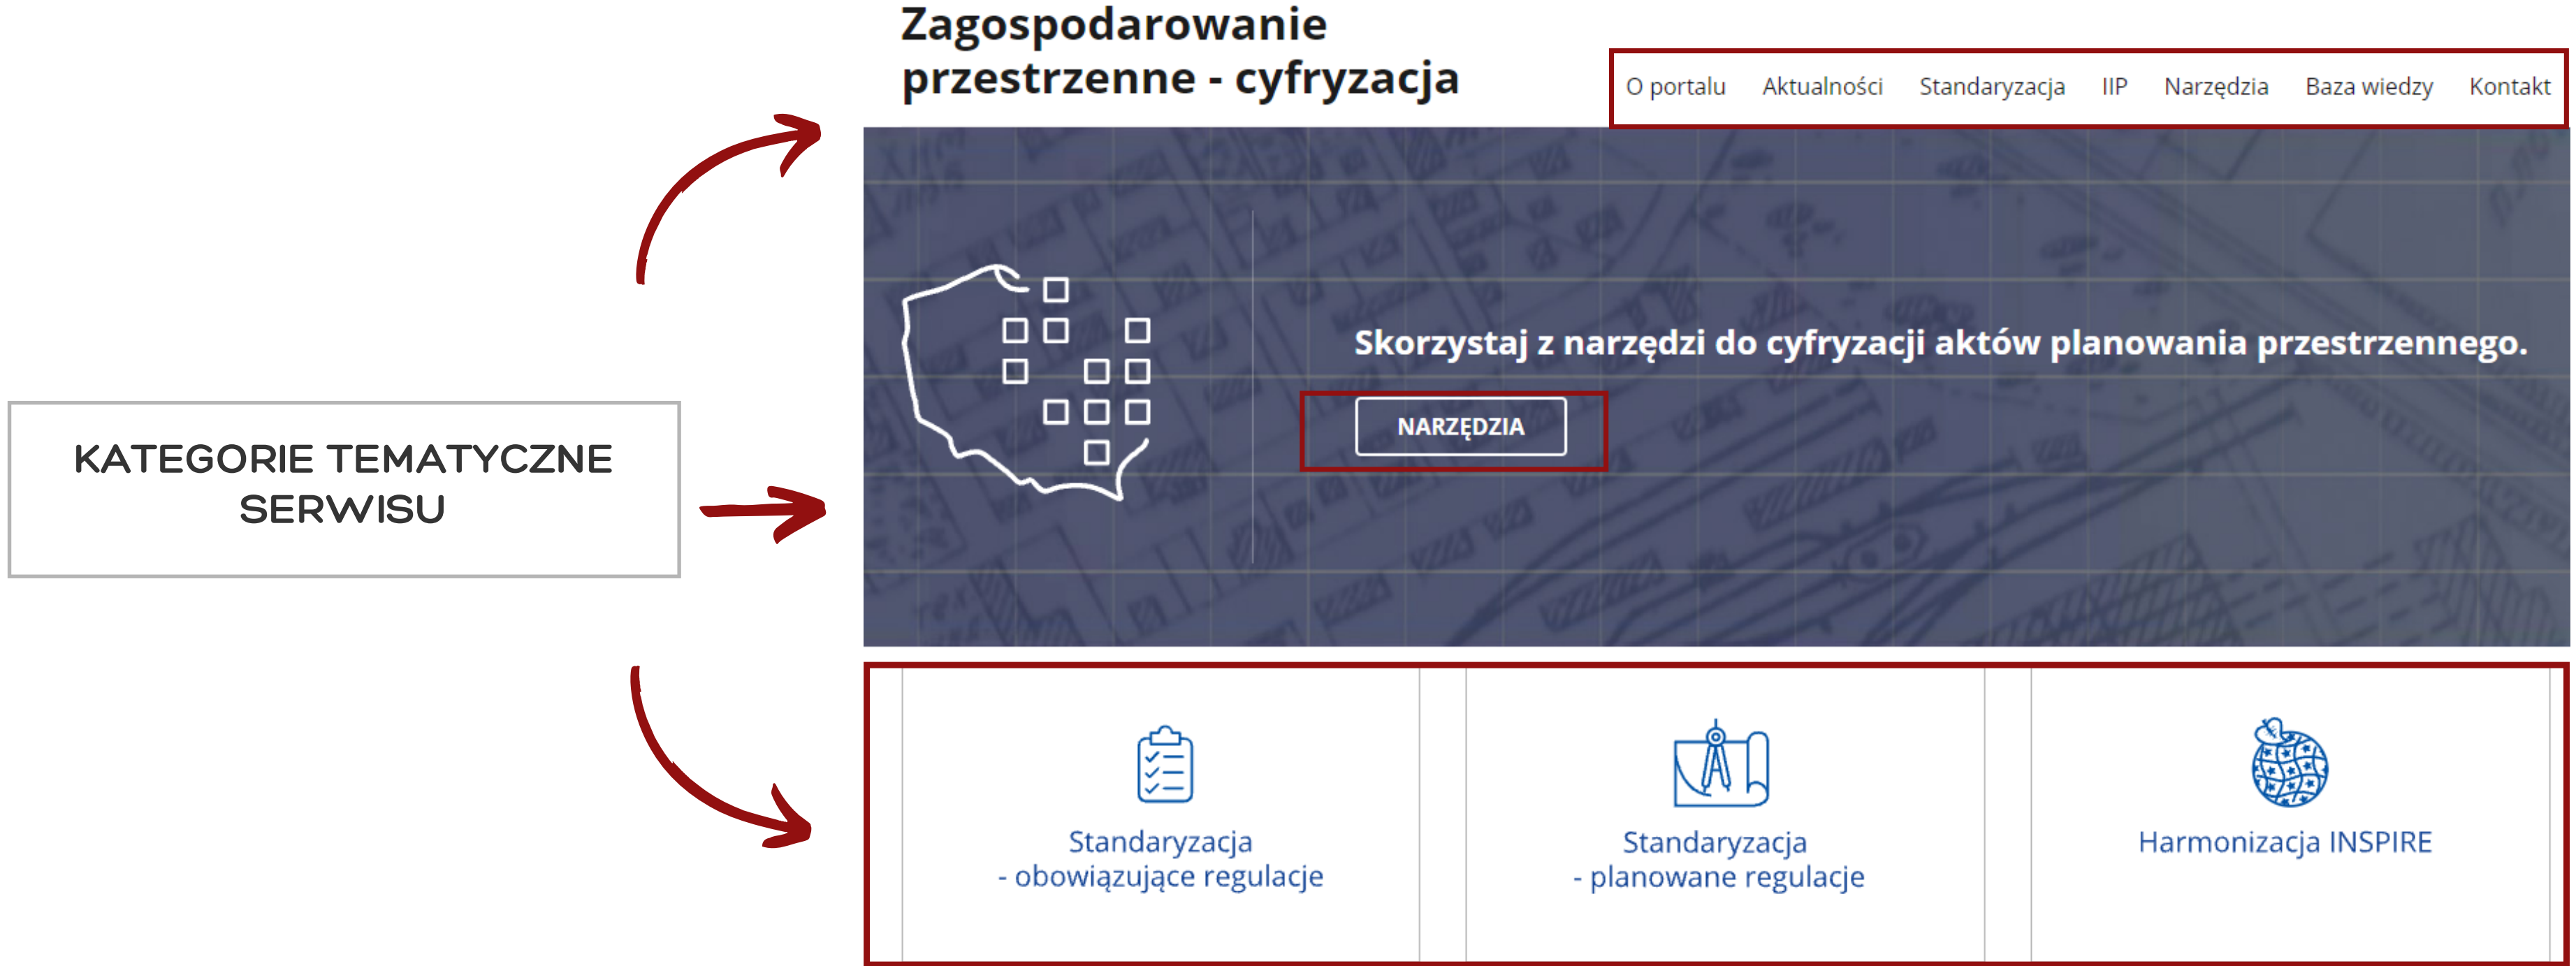 Zagospodarowanie
przestrzenne - cyfryzacja
O portalu Aktualności Standaryzacja IIP Narzędzia Baza wiedzy Kontakt
KATEGORIE TEMATYCZNE
SERWISU
Skorzystaj z narzędzi do cyfryzacji aktów planowania przestrzennego.
NARZĘDZIA
Standaryzacja
- obowiązujące regulacje
Standaryzacja
- planowane regulacje
Harmonizacja INSPIRE